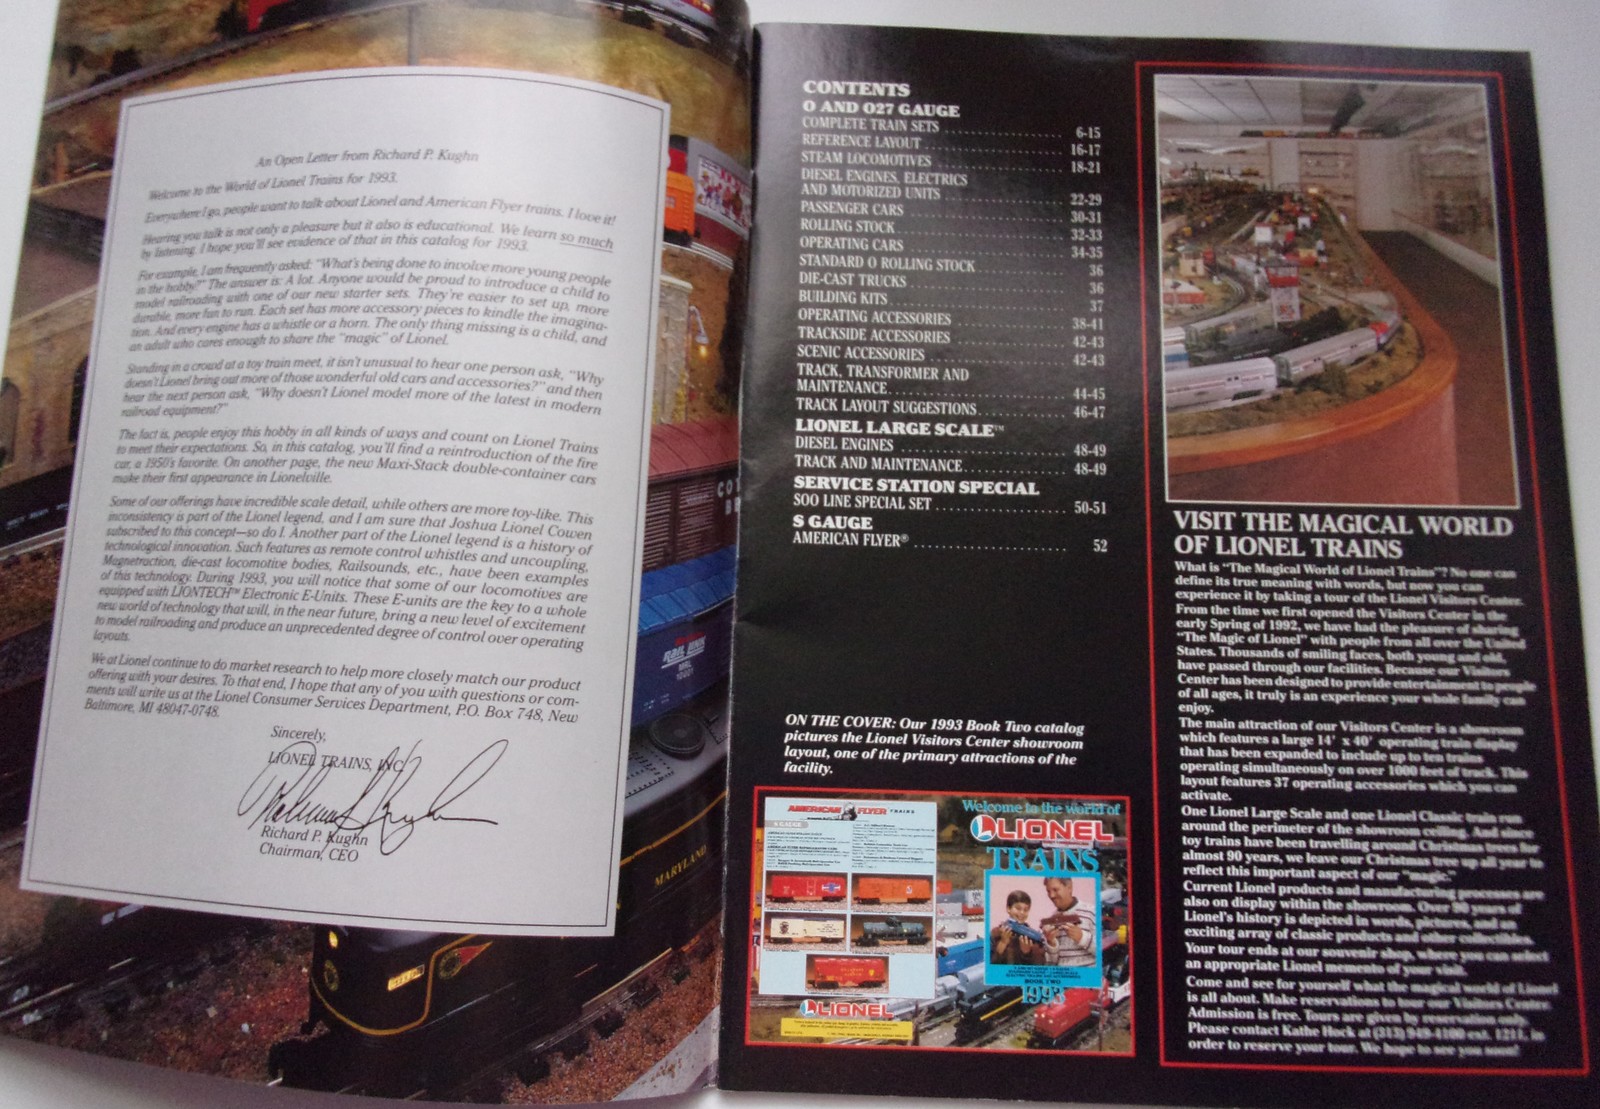 An Open Letter from Richard P. Kughn
Welcome to the World of Lionel Trains for 1993.
Everywhere I go, people want to talk about Lionel and American Flyer trains. I love it!
Hearing you talk is not only a pleasure but it also is educational. We learn so much
by listening. I hope you'll see evidence of that in this catalog for 1993.
For example, I am frequently asked: "What's being done to involve more young people
in the hobby?" The answer is: A lot. Anyone would be proud to introduce a child to
model railroading with one of our new starter sets. They're easier to set up, more
durable, more fun to run. Each set has more accessory pieces to kindle the imagina-
tion. And every engine has a whistle or a horn. The only thing missing is a child, and
an adult who cares enough to share the "magic" of Lionel.
Standing in a crowd at a toy train meet, it isn't unusual to hear one person ask, "Why
doesn't Lionel bring out more of those wonderful old cars and accessories?" and then
hear the next person ask, "Why doesn't Lionel model more of the latest in modern
railroad equipment?"
The fact is, people enjoy this hobby in all kinds of ways and count on Lionel Trains
to meet their expectations. So, in this catalog, you'll find a reintroduction of the fire
car, a 1950's favorite. On another page, the new Maxi-Stack double-container cars
make their first appearance in Lionelville.
Some of our offerings have incredible scale detail, while others are more toy-like. This
inconsistency is part of the Lionel legend, and I am sure that Joshua Lionel Cowen
subscribed to this concept—so do I. Another part of the Lionel legend is a history of
technological innovation. Such features as remote control whistles and uncoupling,
Magnetraction, die-cast locomotive bodies, Railsounds, etc., have been examples
of this technology. During 1993, you will notice that some of our locomotives are
equipped with LIONTECH™ Electronic E-Units. These E-units are the key to a whole
new world of technology that will, in the near future, bring a new level of excitement
to model railroading and produce an unprecedented degree of control over operating
layouts.
We at Lionel continue to do market research to help more closely match our product
offering with your desires. To that end, I hope that any of you with questions or com-
ments will write us at the Lionel Consumer Services Department, P.O. Box 748, New
Baltimore, MI 48047-0748.
Sincerely,
LIONEL TRAINS, INC.
Richard P. Kughn
Richard P. Kughn
Chairman, CEO
RAIL LINK
MARYLAND
CONTENTS
O AND O27 GAUGE
COMPLETE TRAIN SETS 6-15
REFERENCE LAYOUT 16-17
STEAM LOCOMOTIVES 18-21
DIESEL ENGINES, ELECTRICS
AND MOTORIZED UNITS 22-29
PASSENGER CARS 30-31
ROLLING STOCK 32-33
OPERATING CARS 34-35
STANDARD O ROLLING STOCK 36
DIE-CAST TRUCKS 36
BUILDING KITS 37
OPERATING ACCESSORIES 38-41
TRACKSIDE ACCESSORIES 42-43
SCENIC ACCESSORIES 42-43
TRACK, TRANSFORMER AND
MAINTENANCE 44-45
TRACK LAYOUT SUGGESTIONS 46-47
LIONEL LARGE SCALE™
DIESEL ENGINES 48-49
TRACK AND MAINTENANCE 48-49
SERVICE STATION SPECIAL
SOO LINE SPECIAL SET 50-51
S GAUGE
AMERICAN FLYER® 52
ON THE COVER: Our 1993 Book Two catalog
pictures the Lionel Visitors Center showroom
layout, one of the primary attractions of the
facility.
AMERICAN FLYER TRAINS
S GAUGE
LIONEL
Welcome to the world of
LIONEL
TRAINS
BOOK TWO
1993
VISIT THE MAGICAL WORLD
OF LIONEL TRAINS
What is "The Magical World of Lionel Trains"? No one can
define its true meaning with words, but now you can
experience it by taking a tour of the Lionel Visitors Center.
From the time we first opened the Visitors Center in the
early Spring of 1992, we have had the pleasure of sharing
"The Magic of Lionel" with people from all over the United
States. Thousands of smiling faces, both young and old,
have passed through our facilities. Because our Visitors
Center has been designed to provide entertainment to people
of all ages, it truly is an experience your whole family can
enjoy.
The main attraction of our Visitors Center is a showroom
which features a large 14' x 40' operating train display
that has been expanded to include up to ten trains
operating simultaneously on over 1000 feet of track. This
layout features 37 operating accessories which you can
activate.
One Lionel Large Scale and one Lionel Classic train run
around the perimeter of the showroom ceiling. And since
toy trains have been travelling around Christmas trees for
almost 90 years, we leave our Christmas tree up all year to
reflect this important aspect of our "magic."
Current Lionel products and manufacturing processes are
also on display within the showroom. Over 90 years of
Lionel's history is depicted in words, pictures, and an
exciting array of classic products and other collectibles.
Your tour ends at our souvenir shop, where you can select
an appropriate Lionel memento of your visit.
Come and see for yourself what the magical world of Lionel
is all about. Make reservations to tour our Visitors Center.
Admission is free. Tours are given by reservation only.
Please contact Kathe Hock at (313) 949-4100 ext. 1211, in
order to reserve your tour. We hope to see you soon!